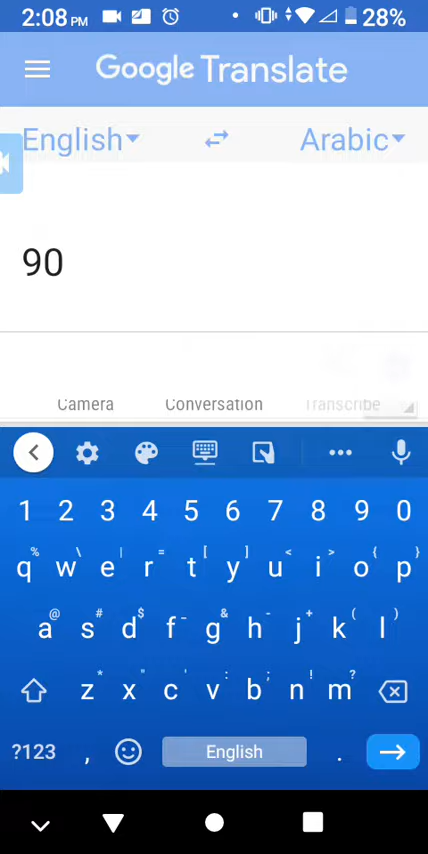 2:08 PM 28%
Google Translate
English Arabic
90
Camera Conversation Transcribe
1 2 3 4 5 6 7 8 9 0
% \ | = [ ] < > { }
q w e r t y u i o p
@ # $ - & - + ( )
a s d f g h j k l
* " ' : ; ! ?
z x c v b n m
?123 , English .